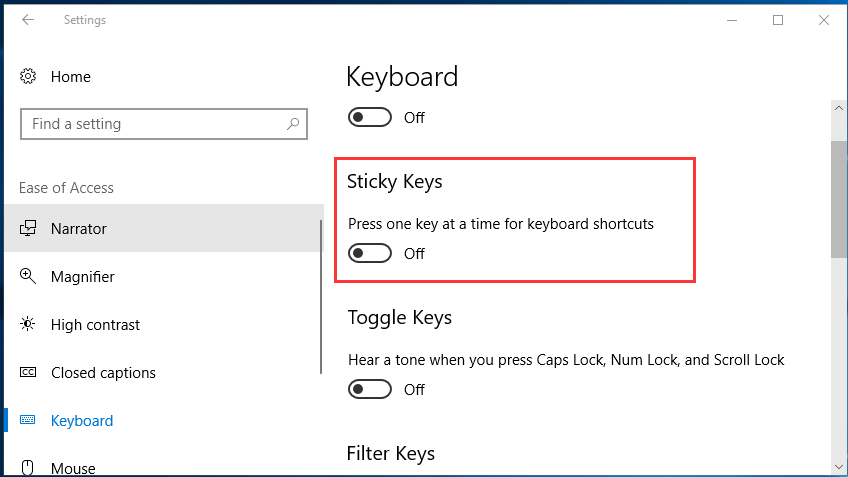 Settings
Home
Find a setting
Ease of Access
Narrator
Magnifier
High contrast
Closed captions
Keyboard
Mouse
Keyboard
Off
Sticky Keys
Press one key at a time for keyboard shortcuts
Off
Toggle Keys
Hear a tone when you press Caps Lock, Num Lock, and Scroll Lock
Off
Filter Keys